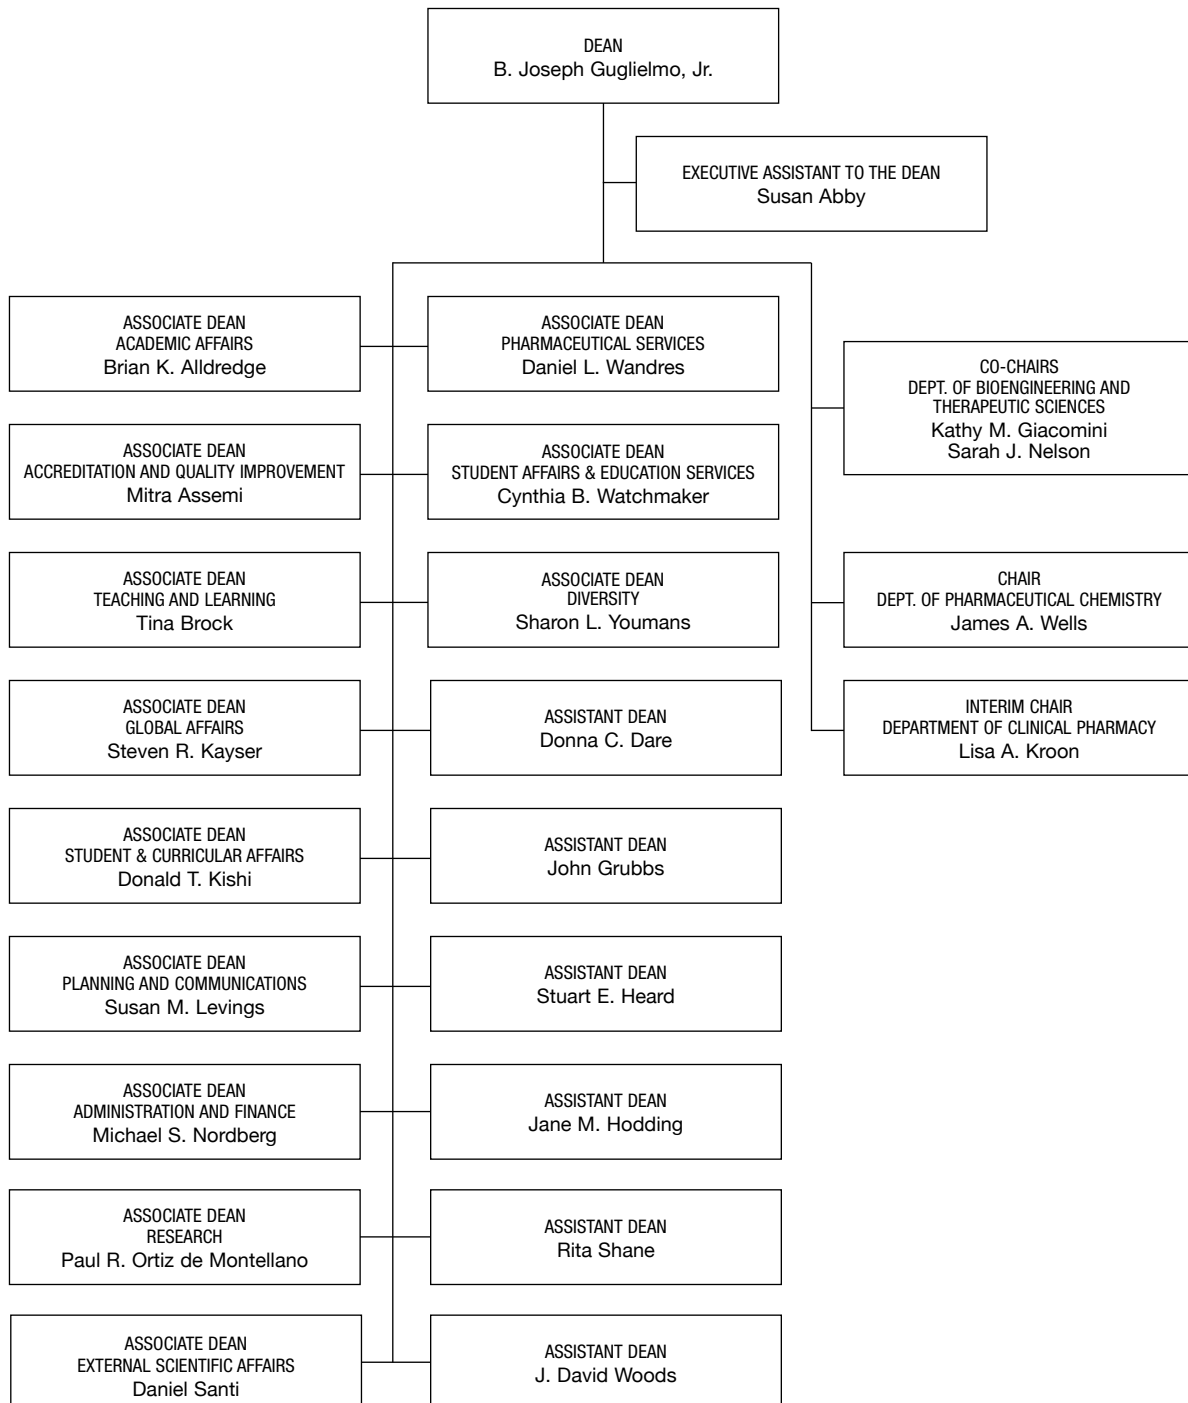 DEAN
B. Joseph Guglielmo, Jr.
EXECUTIVE ASSISTANT TO THE DEAN
Susan Abby
ASSOCIATE DEAN
ACADEMIC AFFAIRS
Brian K. Alldredge
ASSOCIATE DEAN
PHARMACEUTICAL SERVICES
Daniel L. Wandres
CO-CHAIRS
DEPT. OF BIOENGINEERING AND
THERAPEUTIC SCIENCES
Kathy M. Giacomini
Sarah J. Nelson
ASSOCIATE DEAN
ACCREDITATION AND QUALITY IMPROVEMENT
Mitra Assemi
ASSOCIATE DEAN
STUDENT AFFAIRS & EDUCATION SERVICES
Cynthia B. Watchmaker
ASSOCIATE DEAN
TEACHING AND LEARNING
Tina Brock
ASSOCIATE DEAN
DIVERSITY
Sharon L. Youmans
CHAIR
DEPT. OF PHARMACEUTICAL CHEMISTRY
James A. Wells
ASSOCIATE DEAN
GLOBAL AFFAIRS
Steven R. Kayser
ASSISTANT DEAN
Donna C. Dare
INTERIM CHAIR
DEPARTMENT OF CLINICAL PHARMACY
Lisa A. Kroon
ASSOCIATE DEAN
STUDENT & CURRICULAR AFFAIRS
Donald T. Kishi
ASSISTANT DEAN
John Grubbs
ASSOCIATE DEAN
PLANNING AND COMMUNICATIONS
Susan M. Levings
ASSISTANT DEAN
Stuart E. Heard
ASSOCIATE DEAN
ADMINISTRATION AND FINANCE
Michael S. Nordberg
ASSISTANT DEAN
Jane M. Hodding
ASSOCIATE DEAN
RESEARCH
Paul R. Ortiz de Montellano
ASSISTANT DEAN
Rita Shane
ASSOCIATE DEAN
EXTERNAL SCIENTIFIC AFFAIRS
Daniel Santi
ASSISTANT DEAN
J. David Woods